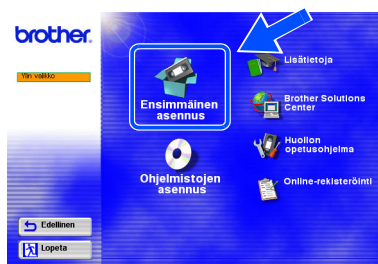 brother.
Ylin valikko
Ensimmäinen
asennus
Ohjelmistojen
asennus
Lisätietoja
Brother Solutions
Center
Huollon
opetusohjelma
Online-rekisteröinti
Edellinen
Lopeta